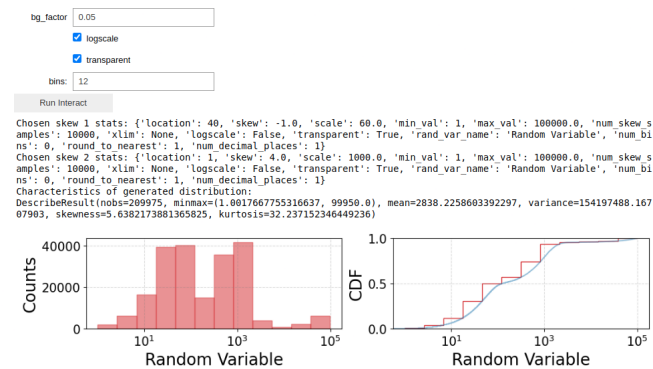 bg_factor 0.05
logscale
transparent
bins: 12
Run Interact
Chosen skew 1 stats: {'location': 40, 'skew': -1.0, 'scale': 60.0, 'min_val': 1, 'max_val': 100000.0, 'num_skew_s
amples': 10000, 'xlim': None, 'logscale': False, 'transparent': True, 'rand_var_name': 'Random Variable', 'num_bi
ns': 0, 'round_to_nearest': 1, 'num_decimal_places': 1}
Chosen skew 2 stats: {'location': 1, 'skew': 4.0, 'scale': 1000.0, 'min_val': 1, 'max_val': 100000.0, 'num_skew_s
amples': 10000, 'xlim': None, 'logscale': False, 'transparent': True, 'rand_var_name': 'Random Variable', 'num_bi
ns': 0, 'round_to_nearest': 1, 'num_decimal_places': 1}
Characteristics of generated distribution:
DescribeResult(nobs=209975, minmax=(1.0017667755316637, 99950.0), mean=2838.2258603392297, variance=154197488.167
07903, skewness=5.6382173881365825, kurtosis=32.237152346449236)
40000
20000
0
Counts
10¹ 10³ 10⁵
Random Variable
1.0
0.5
0.0
CDF
10¹ 10³ 10⁵
Random Variable